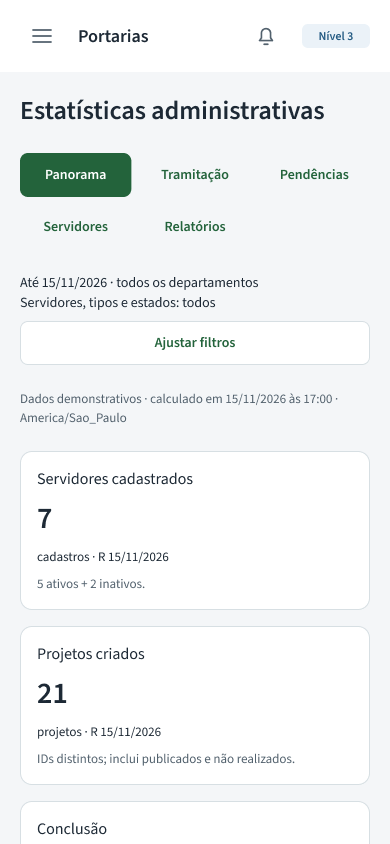 Portarias
Nível 3
Estatísticas administrativas
Panorama
Tramitação
Pendências
Servidores
Relatórios
Até 15/11/2026 · todos os departamentos
Servidores, tipos e estados: todos
Ajustar filtros
Dados demonstrativos · calculado em 15/11/2026 às 17:00 ·
America/Sao_Paulo
Servidores cadastrados
7
cadastros · R 15/11/2026
5 ativos + 2 inativos.
Projetos criados
21
projetos · R 15/11/2026
IDs distintos; inclui publicados e não realizados.
Conclusão